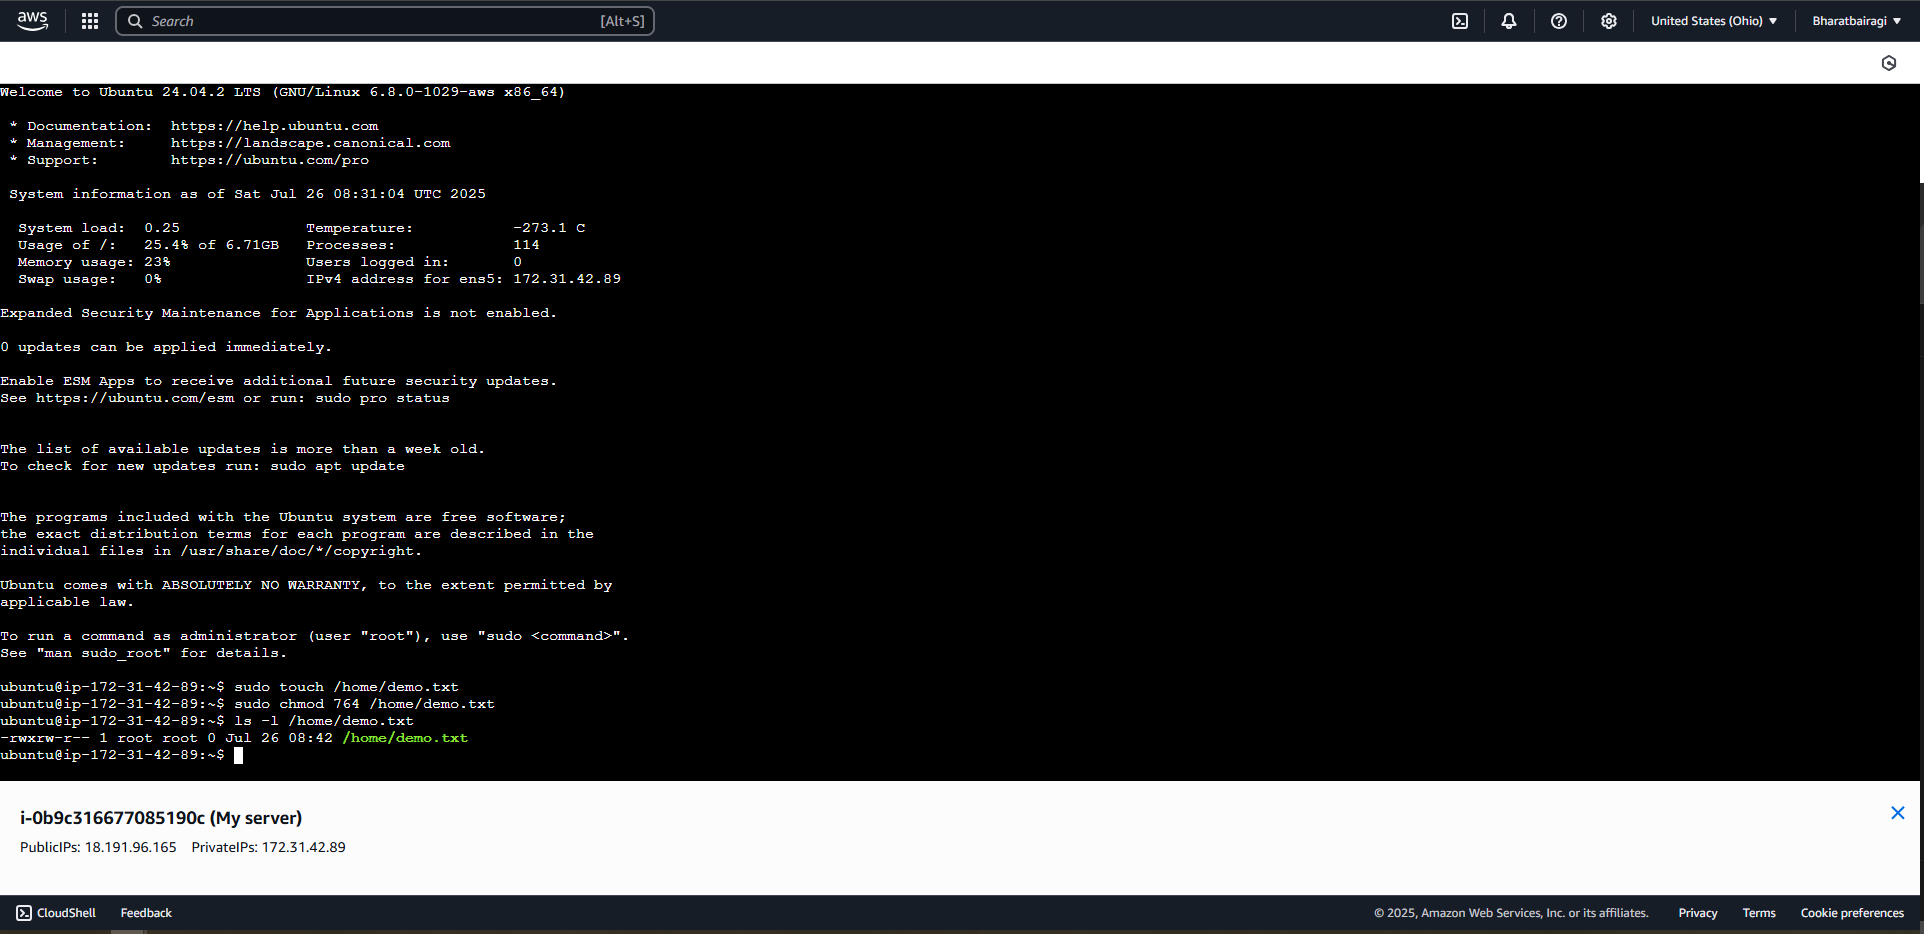 aws
Search [Alt+S] United States (Ohio) Bharatbairagi
Welcome to Ubuntu 24.04.2 LTS (GNU/Linux 6.8.0-1029-aws x86_64)
* Documentation: https://help.ubuntu.com
* Management: https://landscape.canonical.com
* Support: https://ubuntu.com/pro
System information as of Sat Jul 26 08:31:04 UTC 2025
System load: 0.25 Temperature: -273.1 C
Usage of /: 25.4% of 6.71GB Processes: 114
Memory usage: 23% Users logged in: 0
Swap usage: 0% IPv4 address for ens5: 172.31.42.89
Expanded Security Maintenance for Applications is not enabled.
0 updates can be applied immediately.
Enable ESM Apps to receive additional future security updates.
See https://ubuntu.com/esm or run: sudo pro status
The list of available updates is more than a week old.
To check for new updates run: sudo apt update
The programs included with the Ubuntu system are free software;
the exact distribution terms for each program are described in the
individual files in /usr/share/doc/*/copyright.
Ubuntu comes with ABSOLUTELY NO WARRANTY, to the extent permitted by
applicable law.
To run a command as administrator (user "root"), use "sudo <command>".
See "man sudo_root" for details.
ubuntu@ip-172-31-42-89:~$ sudo touch /home/demo.txt
ubuntu@ip-172-31-42-89:~$ sudo chmod 764 /home/demo.txt
ubuntu@ip-172-31-42-89:~$ ls -l /home/demo.txt
-rwxrw-r-- 1 root root 0 Jul 26 08:42 /home/demo.txt
ubuntu@ip-172-31-42-89:~$
i-0b9c316677085190c (My server)
PublicIPs: 18.191.96.165 PrivateIPs: 172.31.42.89
CloudShell Feedback © 2025, Amazon Web Services, Inc. or its affiliates. Privacy Terms Cookie preferences